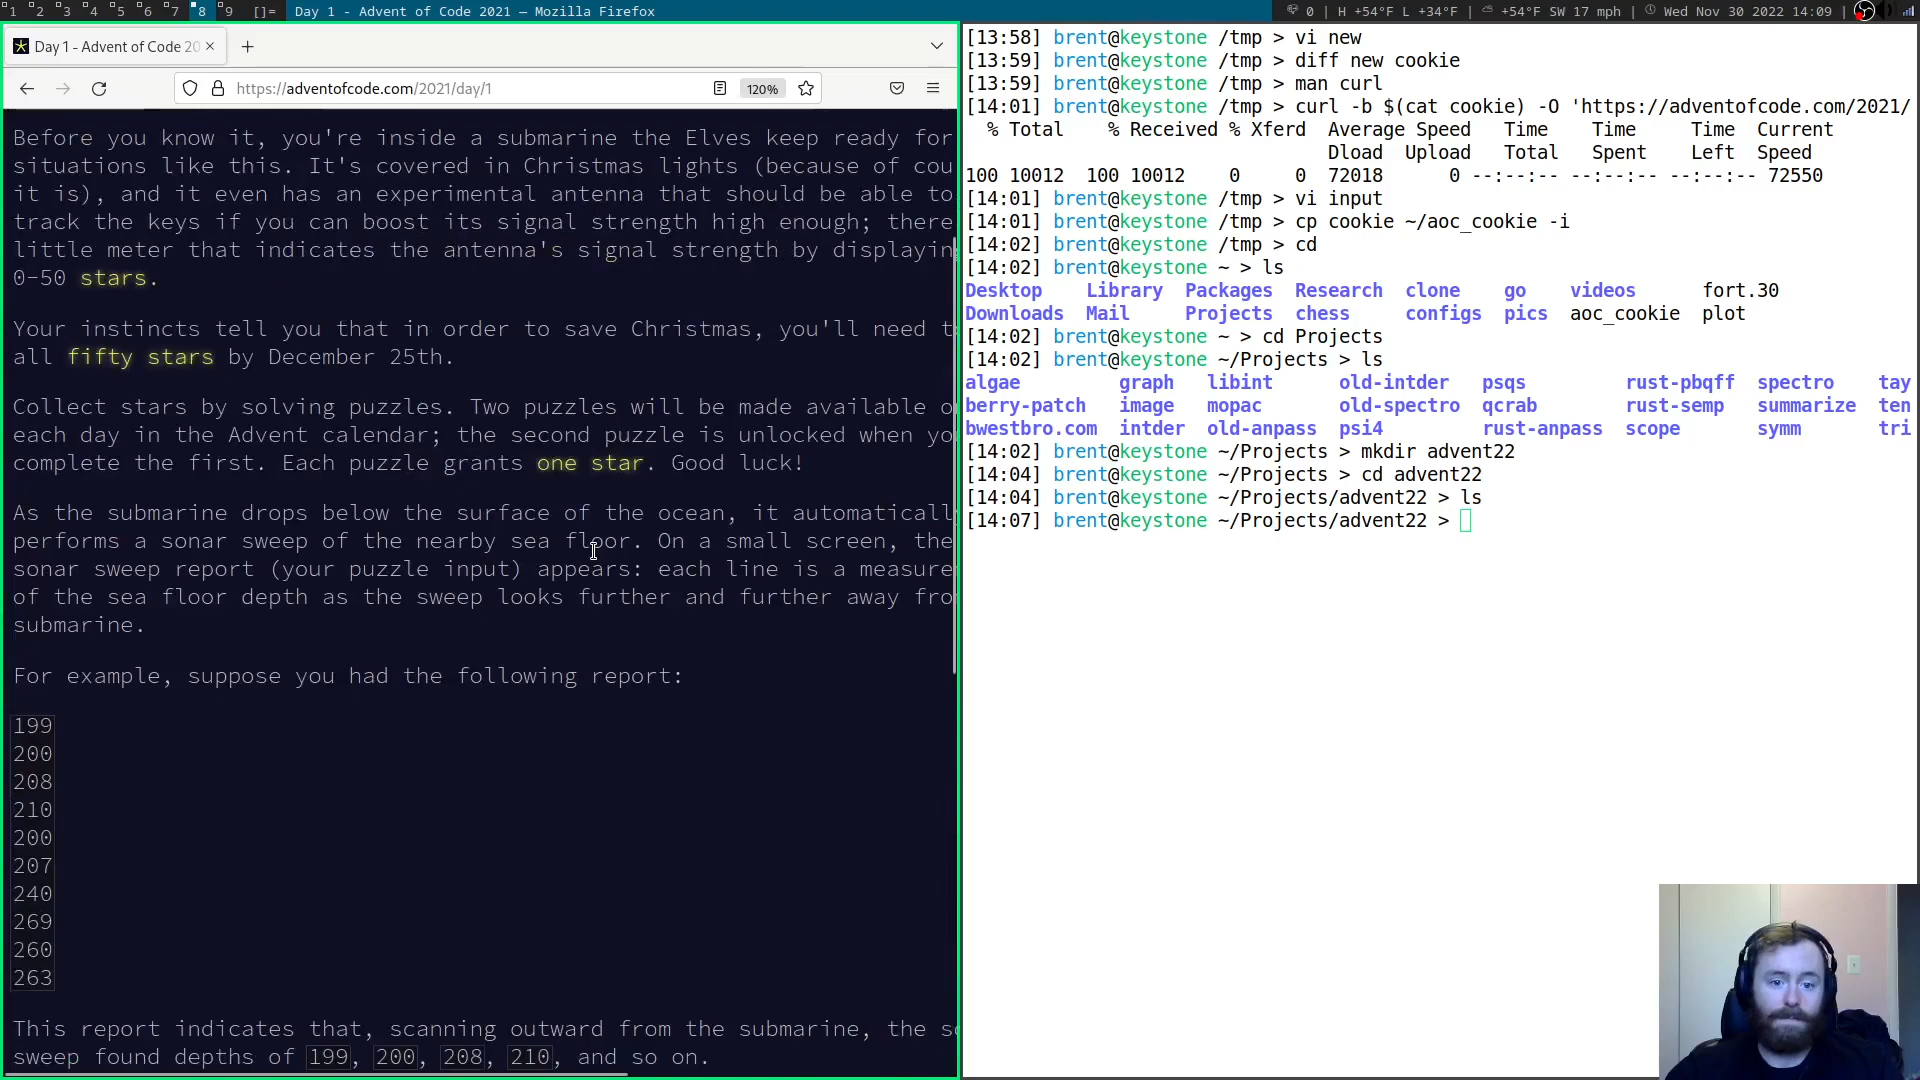 1 2 3 4 5 6 7 8 9 []= Day 1 - Advent of Code 2021 — Mozilla Firefox 0 | H +54°F L +34°F | +54°F SW 17 mph | Wed Nov 30 2022 14:09 |
Day 1 - Advent of Code 20
https://adventofcode.com/2021/day/1 120%
Before you know it, you're inside a submarine the Elves keep ready for
situations like this. It's covered in Christmas lights (because of cou
it is), and it even has an experimental antenna that should be able to
track the keys if you can boost its signal strength high enough; there
little meter that indicates the antenna's signal strength by displayin
0-50 stars.
Your instincts tell you that in order to save Christmas, you'll need t
all fifty stars by December 25th.
Collect stars by solving puzzles. Two puzzles will be made available o
each day in the Advent calendar; the second puzzle is unlocked when yo
complete the first. Each puzzle grants one star. Good luck!
As the submarine drops below the surface of the ocean, it automaticall
performs a sonar sweep of the nearby sea floor. On a small screen, the
sonar sweep report (your puzzle input) appears: each line is a measure
of the sea floor depth as the sweep looks further and further away fro
submarine.
For example, suppose you had the following report:
199
200
208
210
200
207
240
269
260
263
This report indicates that, scanning outward from the submarine, the so
sweep found depths of 199, 200, 208, 210, and so on.
[13:58] brent@keystone /tmp > vi new
[13:59] brent@keystone /tmp > diff new cookie
[13:59] brent@keystone /tmp > man curl
[14:01] brent@keystone /tmp > curl -b $(cat cookie) -O 'https://adventofcode.com/2021/
% Total % Received % Xferd Average Speed Time Time Time Current
Dload Upload Total Spent Left Speed
100 10012 100 10012 0 0 72018 0 --:--:-- --:--:-- --:--:-- 72550
[14:01] brent@keystone /tmp > vi input
[14:01] brent@keystone /tmp > cp cookie ~/aoc_cookie -i
[14:02] brent@keystone /tmp > cd
[14:02] brent@keystone ~ > ls
Desktop Library Packages Research clone go videos fort.30
Downloads Mail Projects chess configs pics aoc_cookie plot
[14:02] brent@keystone ~ > cd Projects
[14:02] brent@keystone ~/Projects > ls
algae graph libint old-intder psqs rust-pbqff spectro tay
berry-patch image mopac old-spectro qcrab rust-semp summarize ten
bwestbro.com intder old-anpass psi4 rust-anpass scope symm tri
[14:02] brent@keystone ~/Projects > mkdir advent22
[14:04] brent@keystone ~/Projects > cd advent22
[14:04] brent@keystone ~/Projects/advent22 > ls
[14:07] brent@keystone ~/Projects/advent22 >